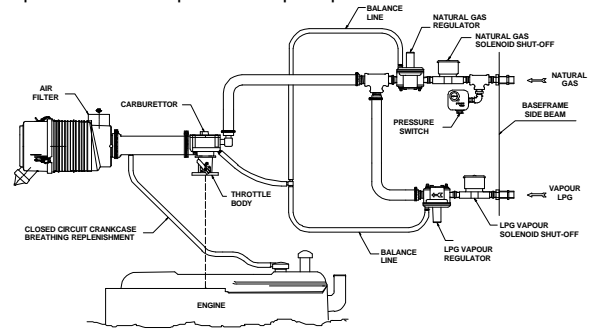 BALANCE
LINE
NATURAL GAS
REGULATOR
NATURAL GAS
SOLENOID SHUT-OFF
AIR
FILTER
CARBURETTOR
NATURAL
GAS
PRESSURE
SWITCH
BASEFRAME
SIDE BEAM
THROTTLE
BODY
VAPOUR
LPG
CLOSED CIRCUIT CRANKCASE
BREATHING REPLENISHMENT
LPG VAPOUR
SOLENOID SHUT-OFF
BALANCE
LINE
LPG VAPOUR
REGULATOR
ENGINE